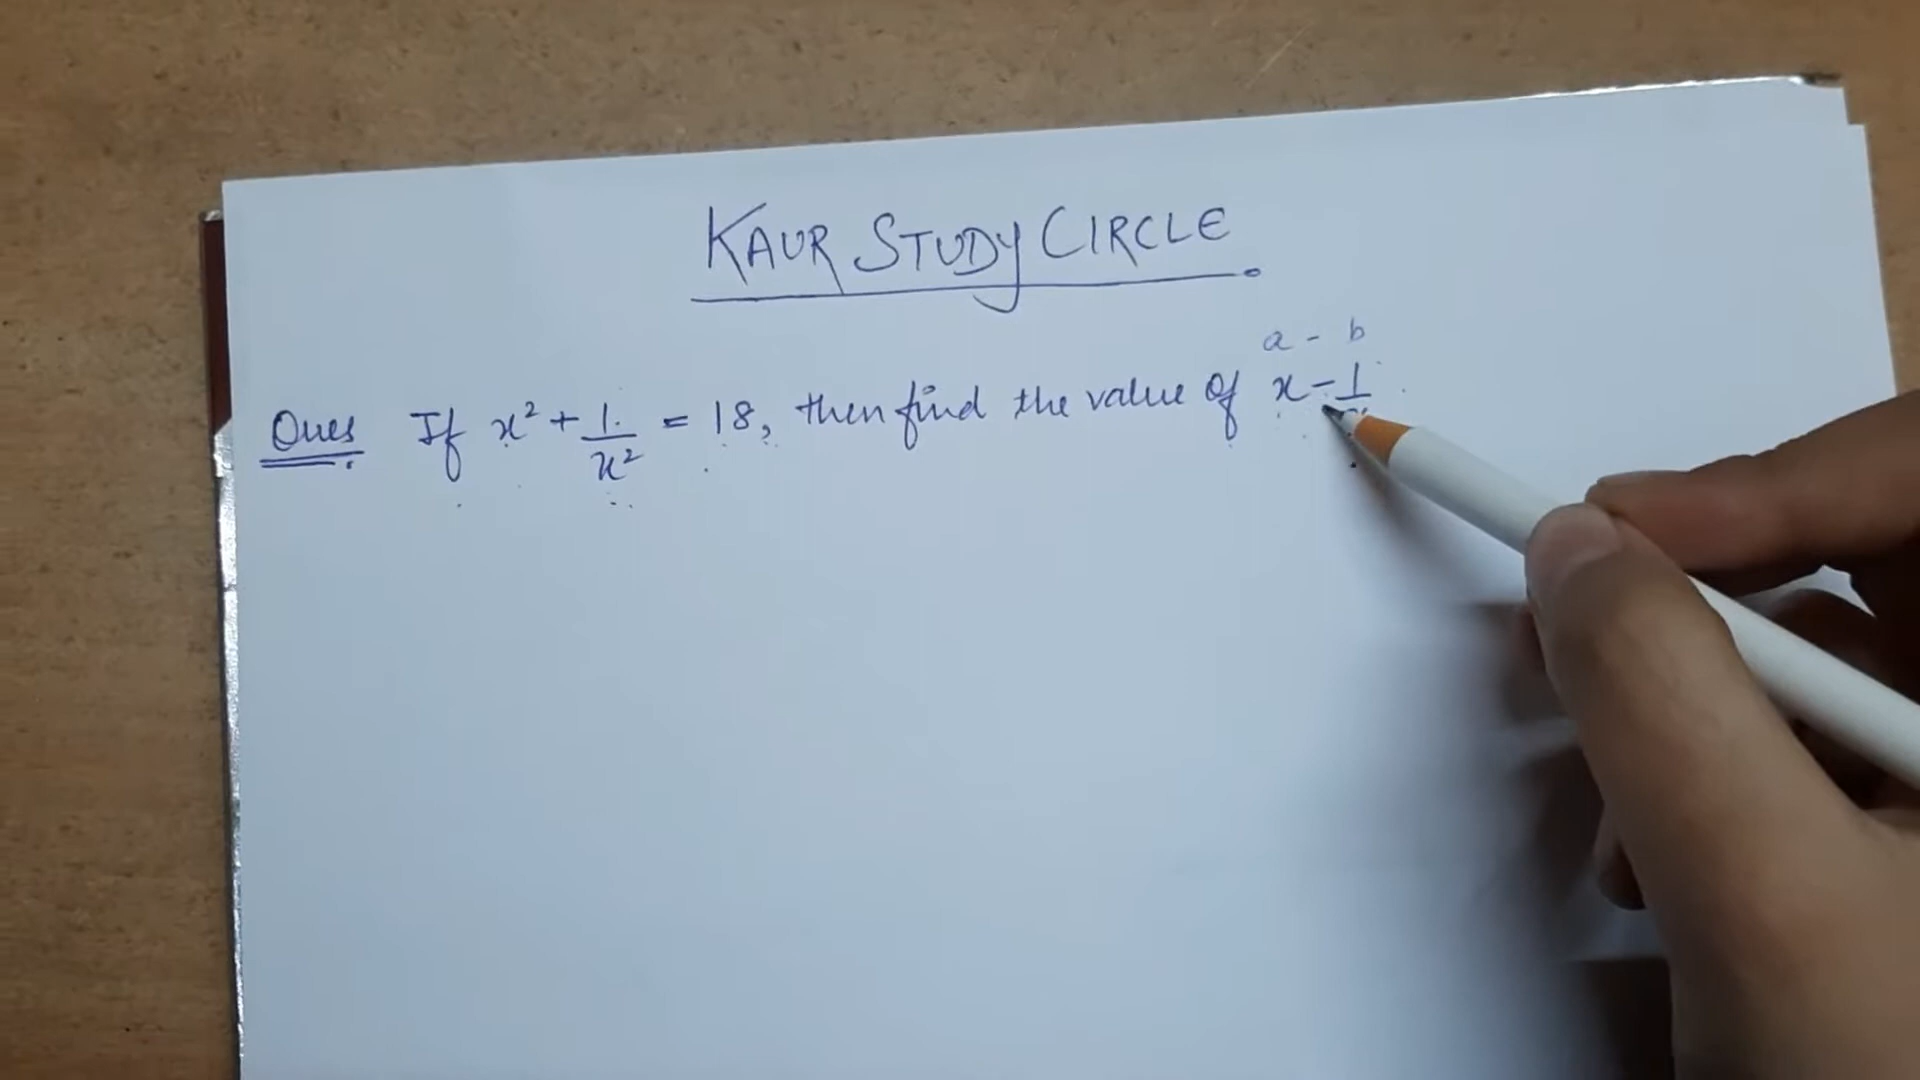 KAUR STUDY CIRCLE
a - b
Ques If x² + 1/x² = 18, then find the value of x - 1/x